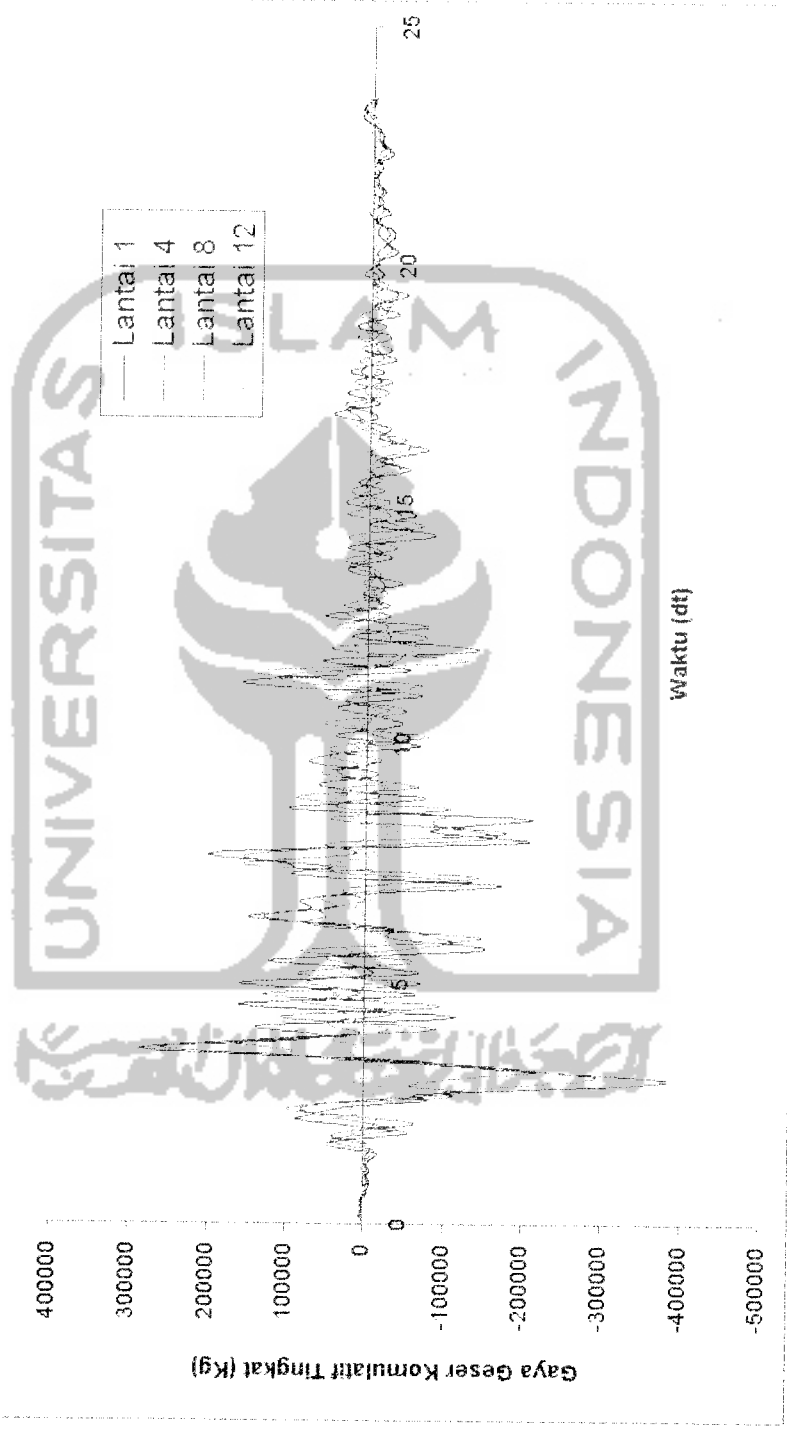 Gaya Geser Komulatif Tingkat (Kg)
400000
300000
200000
100000
0
-100000
-200000
-300000
-400000
-500000
0
5
10
15
20
25
Waktu (dt)
Lantai 1
Lantai 4
Lantai 8
Lantai 12
UNIVERSITAS
ISLAM
INDONESIA